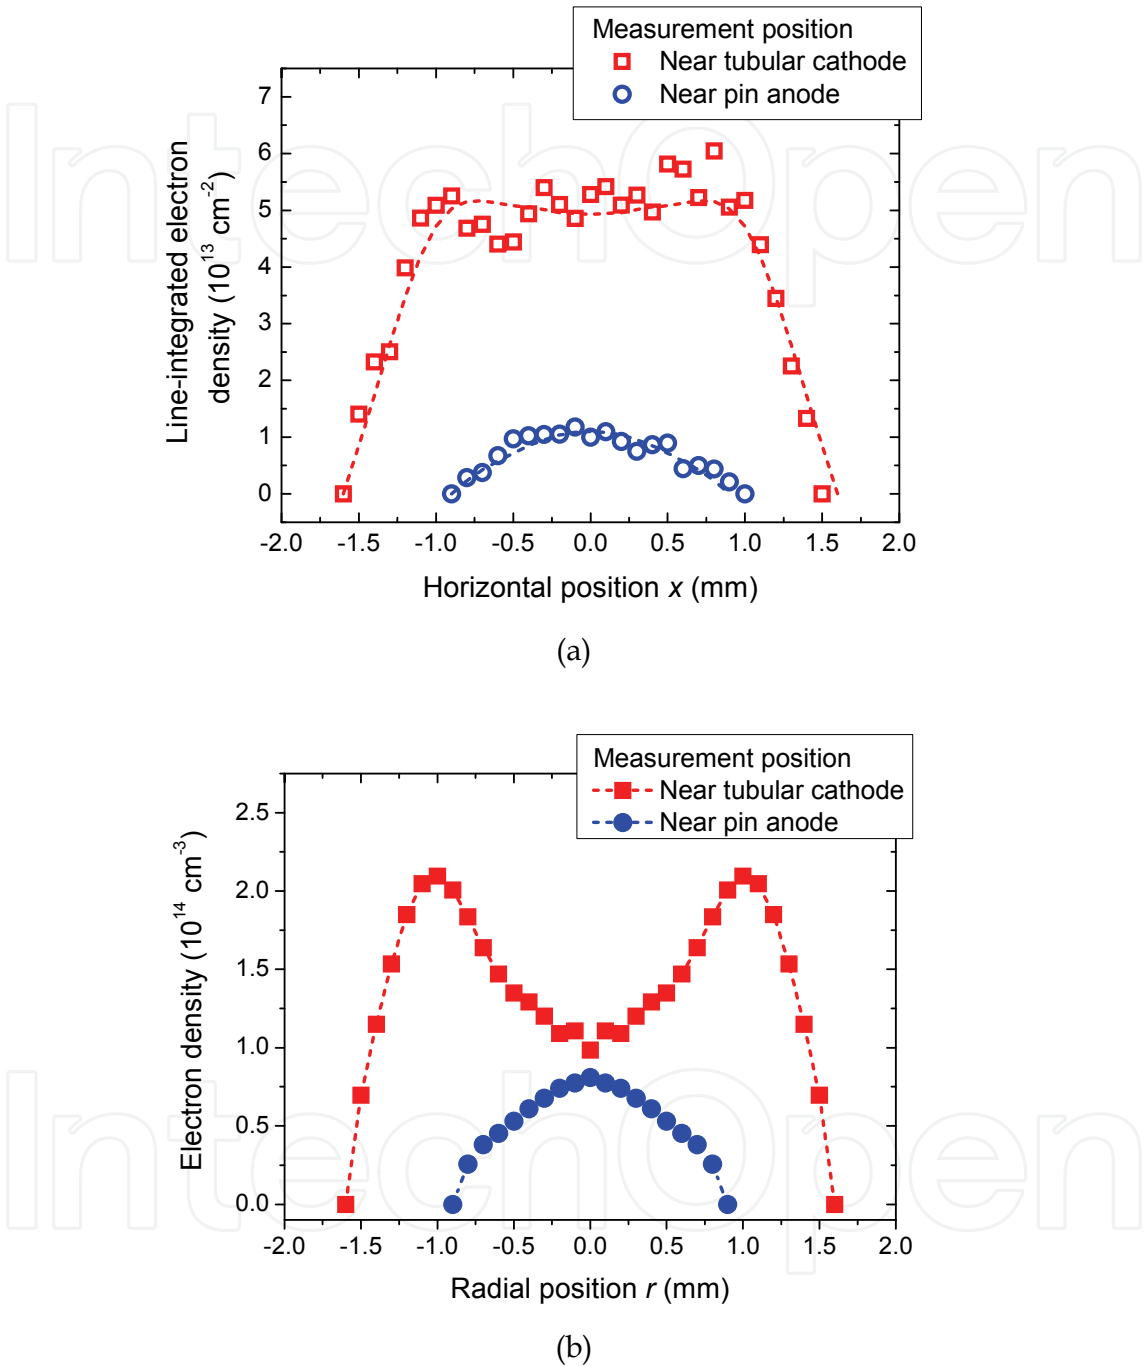 Measurement position
Near tubular cathode
Near pin anode
Line-integrated electron
density (10¹³ cm⁻²)
7
6
5
4
3
2
1
0
-2.0 -1.5 -1.0 -0.5 0.0 0.5 1.0 1.5 2.0
Horizontal position x (mm)
(a)
Measurement position
Near tubular cathode
Near pin anode
Electron density (10¹⁴ cm⁻³)
2.5
2.0
1.5
1.0
0.5
0.0
-2.0 -1.5 -1.0 -0.5 0.0 0.5 1.0 1.5 2.0
Radial position r (mm)
(b)
IntechOpen
IntechOpen